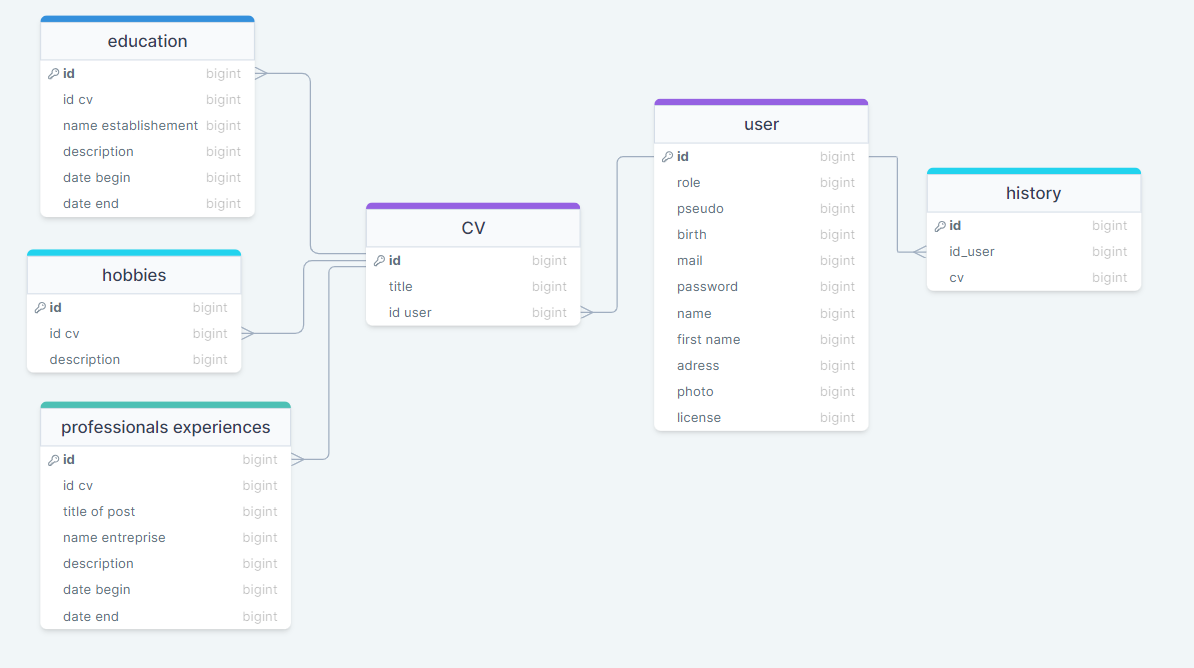 education
id bigint
id cv bigint
name establishement bigint
description bigint
date begin bigint
date end bigint
hobbies
id bigint
id cv bigint
description bigint
professionals experiences
id bigint
id cv bigint
title of post bigint
name entreprise bigint
description bigint
date begin bigint
date end bigint
CV
id bigint
title bigint
id user bigint
user
id bigint
role bigint
pseudo bigint
birth bigint
mail bigint
password bigint
name bigint
first name bigint
adress bigint
photo bigint
license bigint
history
id bigint
id_user bigint
cv bigint